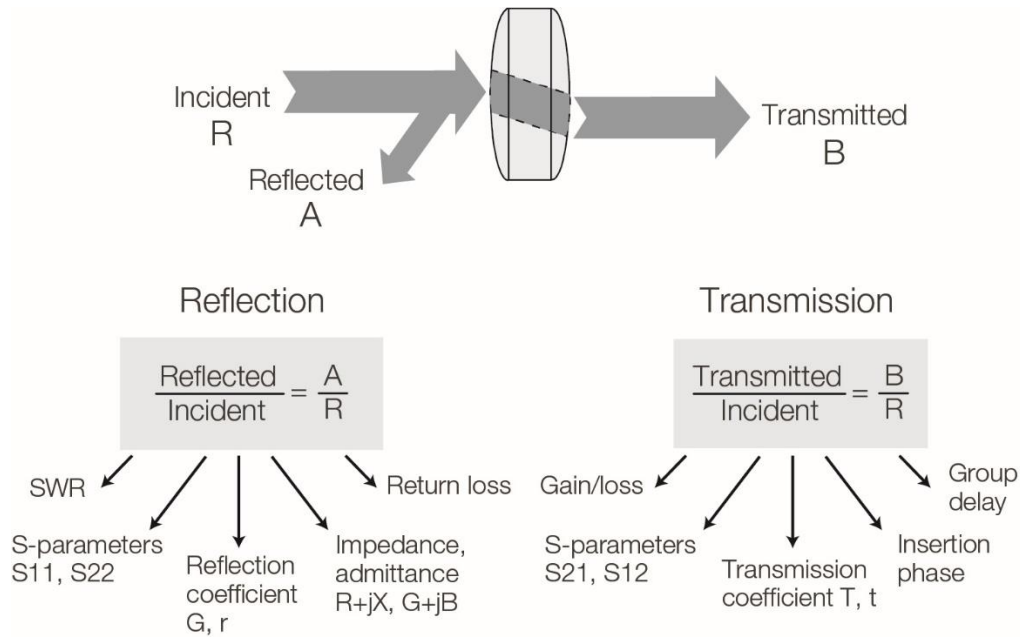 Incident
R
Reflected
A
Transmitted
B
Reflection
Transmission
Reflected
Incident
=
A
R
Transmitted
Incident
=
B
R
SWR
Return loss
S-parameters
S11, S22
Reflection
coefficient
G, r
Impedance,
admittance
R+jX, G+jB
Gain/loss
Group
delay
S-parameters
S21, S12
Transmission
coefficient T, t
Insertion
phase